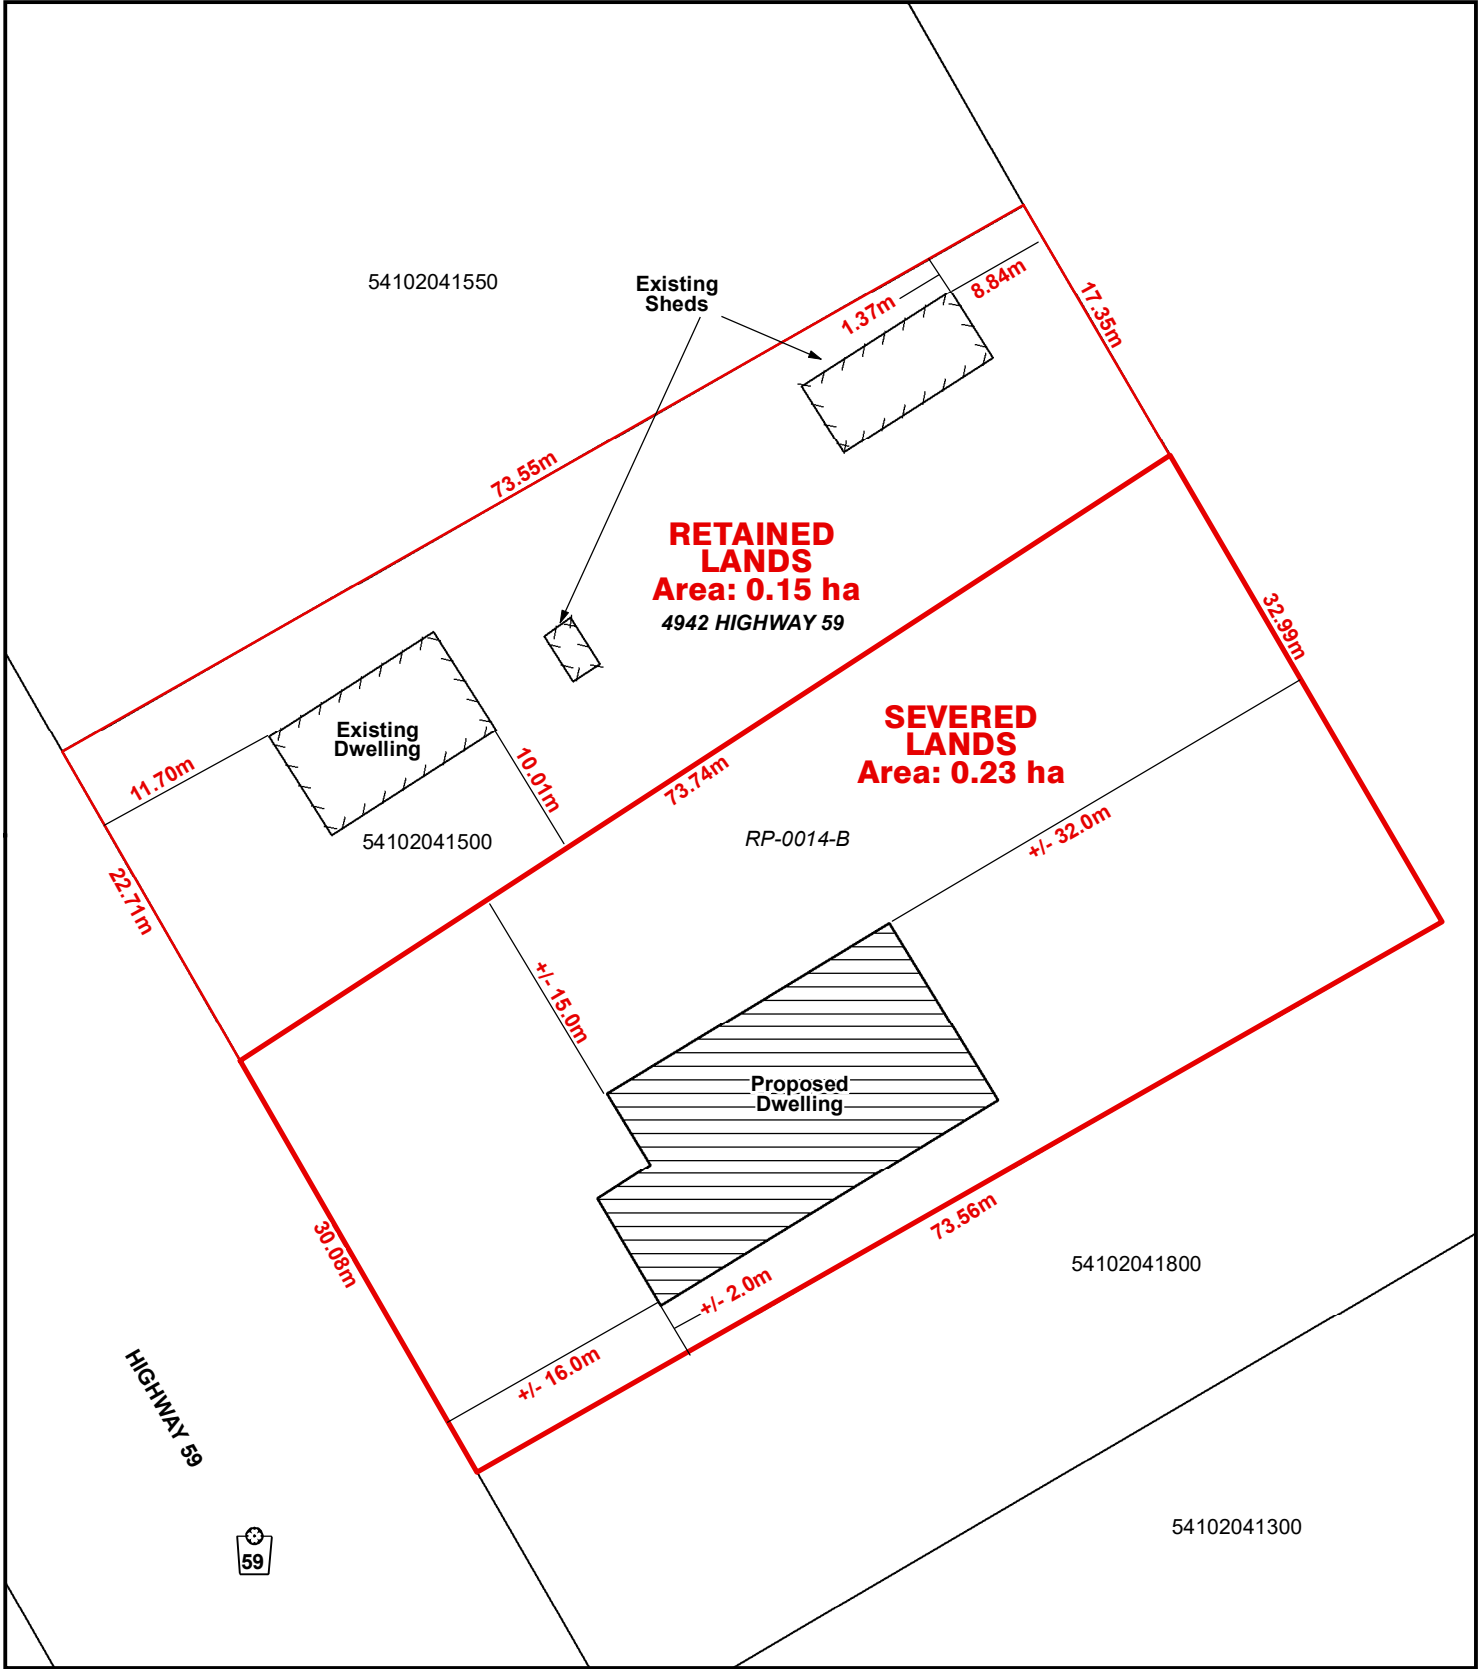 54102041550
Existing
Sheds
1.37m
8.84m
17.35m
73.55m
RETAINED
LANDS
Area: 0.15 ha
4942 HIGHWAY 59
32.99m
Existing
Dwelling
11.70m
10.01m
54102041500
22.71m
73.74m
SEVERED
LANDS
Area: 0.23 ha
RP-0014-B
+/- 32.0m
+/- 15.0m
Proposed
Dwelling
30.08m
73.56m
+/- 2.0m
+/- 16.0m
54102041800
HIGHWAY 59
59
54102041300